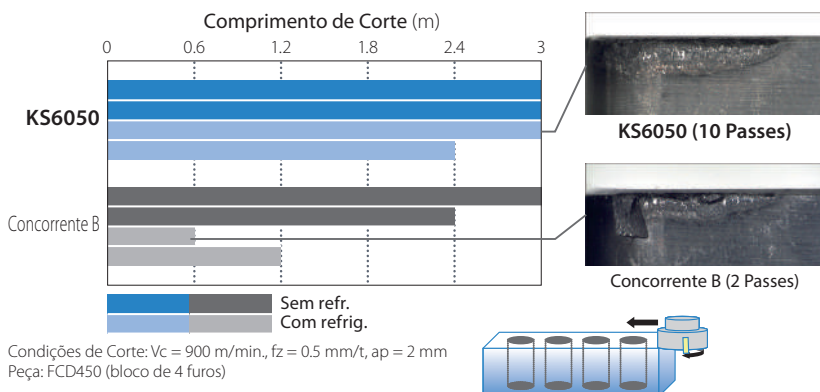 Comprimento de Corte (m)
0 0.6 1.2 1.8 2.4 3
KS6050
KS6050 (10 Passes)
Concorrente B
Concorrente B (2 Passes)
Sem refr.
Com refrig.
Condições de Corte: Vc = 900 m/min., fz = 0.5 mm/t, ap = 2 mm
Peça: FCD450 (bloco de 4 furos)